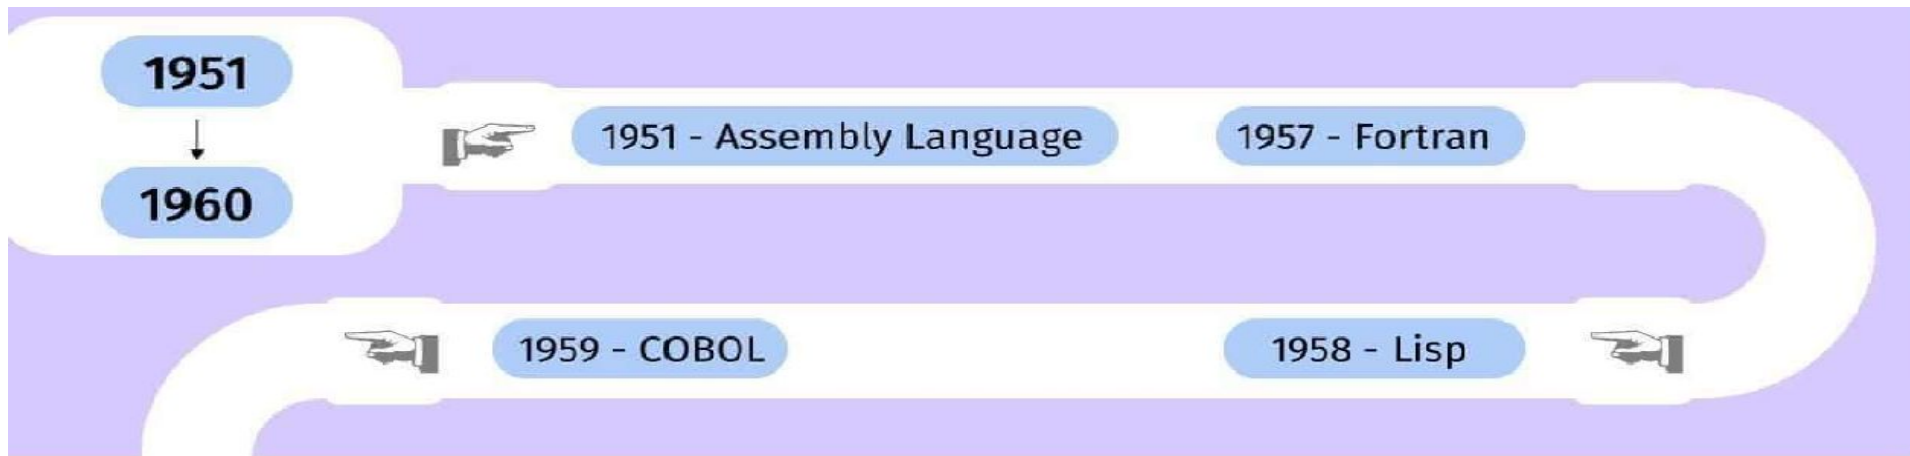 1951
1960
1951 - Assembly Language
1957 - Fortran
1958 - Lisp
1959 - COBOL